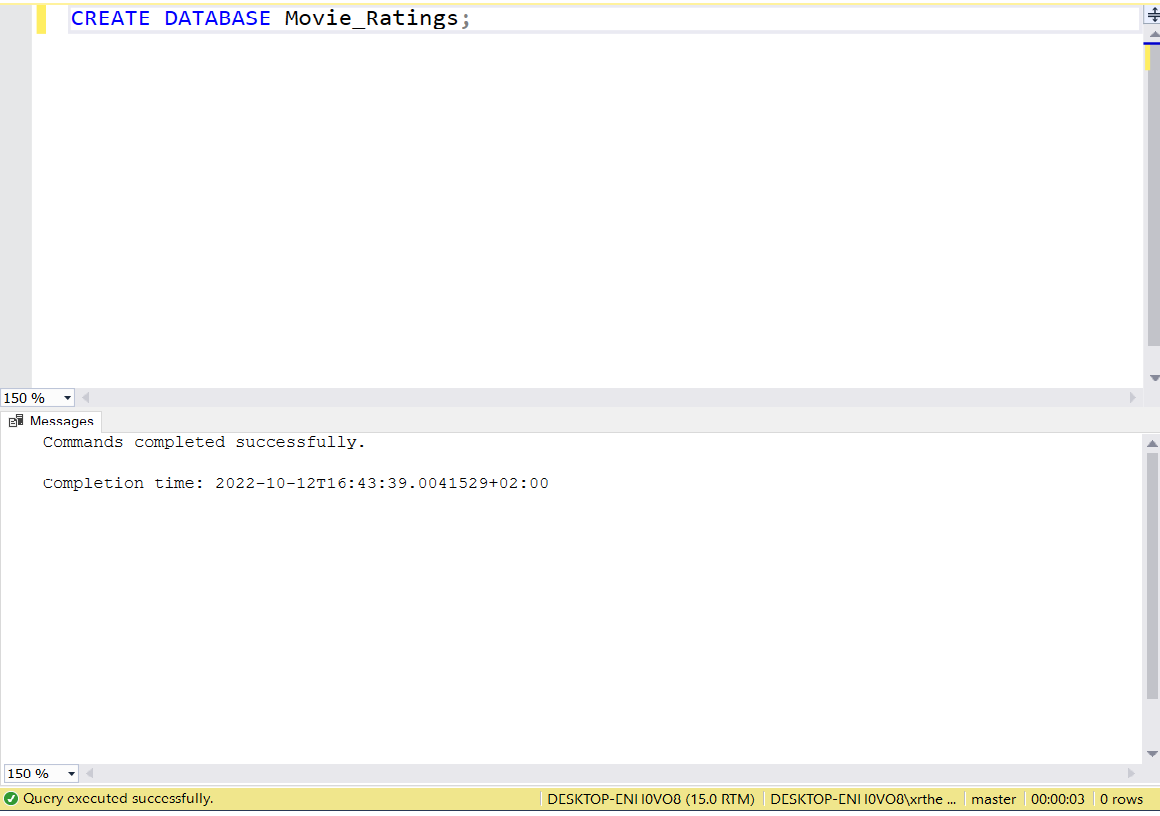 CREATE DATABASE Movie_Ratings;
150 %
Messages
Commands completed successfully.
Completion time: 2022-10-12T16:43:39.0041529+02:00
150 %
Query executed successfully.
DESKTOP-ENI I0VO8 (15.0 RTM)
DESKTOP-ENI I0VO8\xrthe ...
master
00:00:03
0 rows